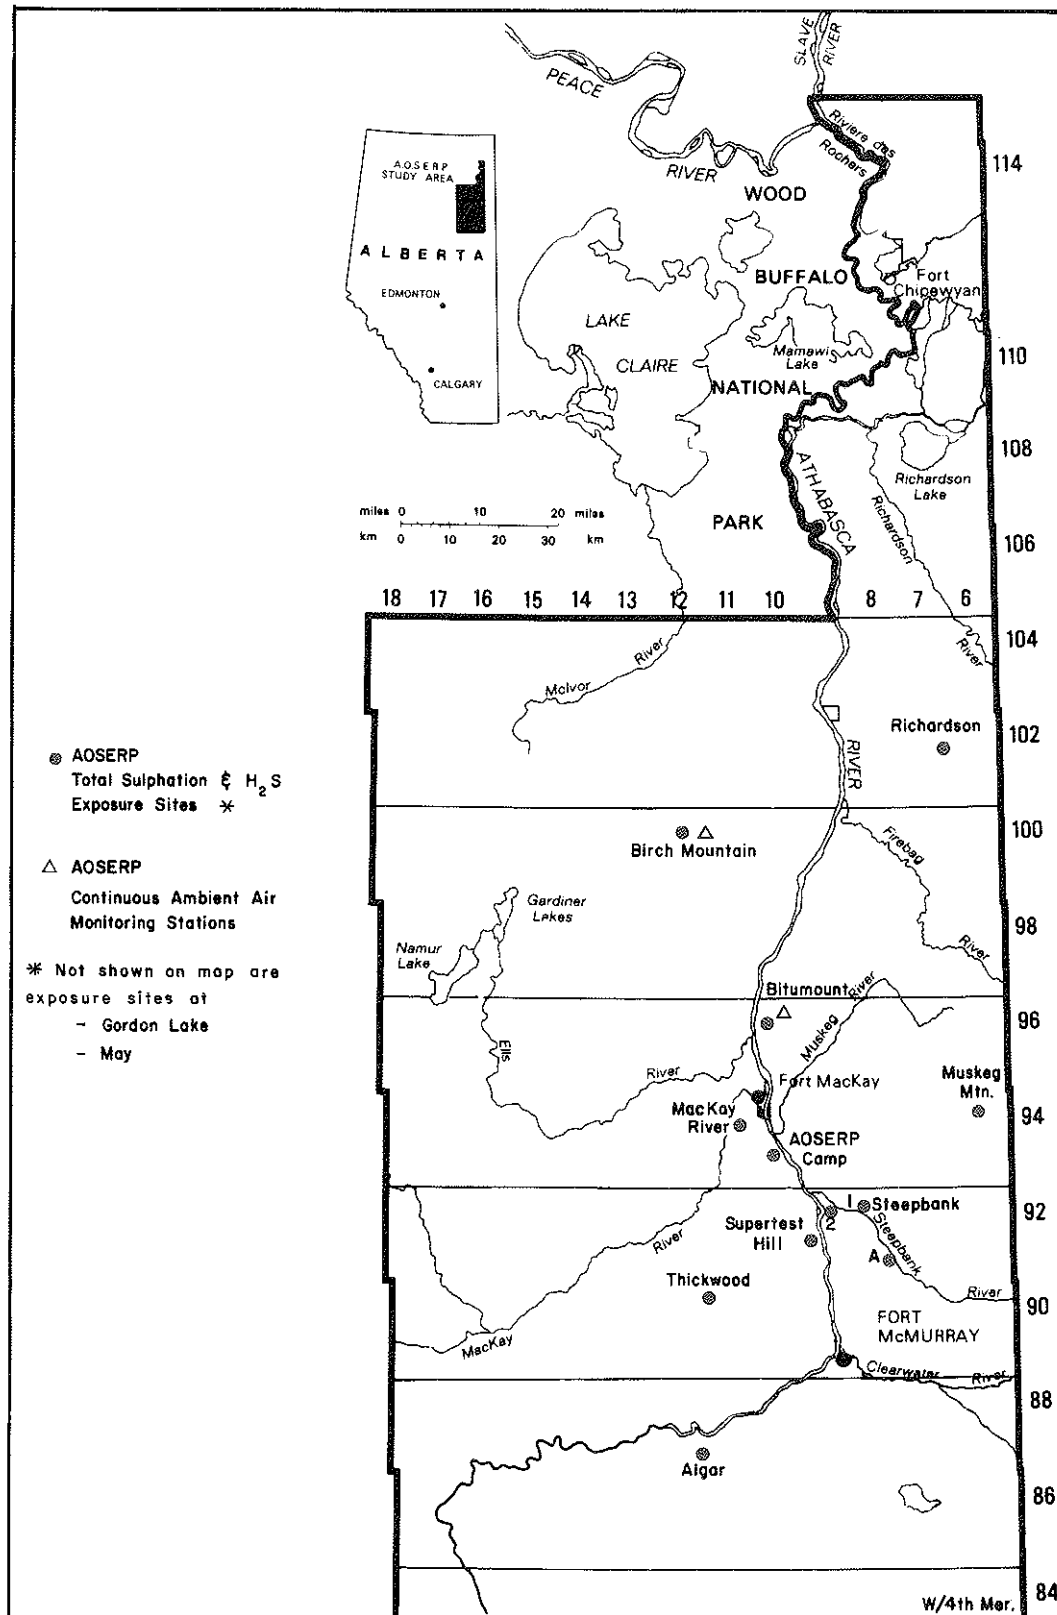 SLAVE
RIVER
PEACE
RIVER
Riviere des
Rochers
114
A.O.S.E.R.P
STUDY AREA
ALBERTA
EDMONTON
CALGARY
WOOD
BUFFALO
Fort
Chipewyan
LAKE
CLAIRE
Mamawi
Lake
110
NATIONAL
108
Richardson
Lake
ATHABASCA
Richardson
River
miles 0 10 20 miles
km 0 10 20 30 km
PARK
106
18 17 16 15 14 13 12 11 10 8 7 6
104
McIvor
River
RIVER
Richardson
102
AOSERP
Total Sulphation & H2S
Exposure Sites *
100
Birch Mountain
Firebag
River
AOSERP
Continuous Ambient Air
Monitoring Stations
Gardiner
Lakes
98
Namur
Lake
* Not shown on map are
exposure sites at
- Gordon Lake
- May
Bitumount
96
Muskeg
River
Ells
River
Fort MacKay
Muskeg
Mtn.
94
MacKay
River
AOSERP
Camp
92
1 Steepbank
2
Supertest
Hill
Steepbank
River
A
River
MacKay
Thickwood
90
FORT
McMURRAY
Clearwater
River
88
Algar
86
84
W/4th Mer.